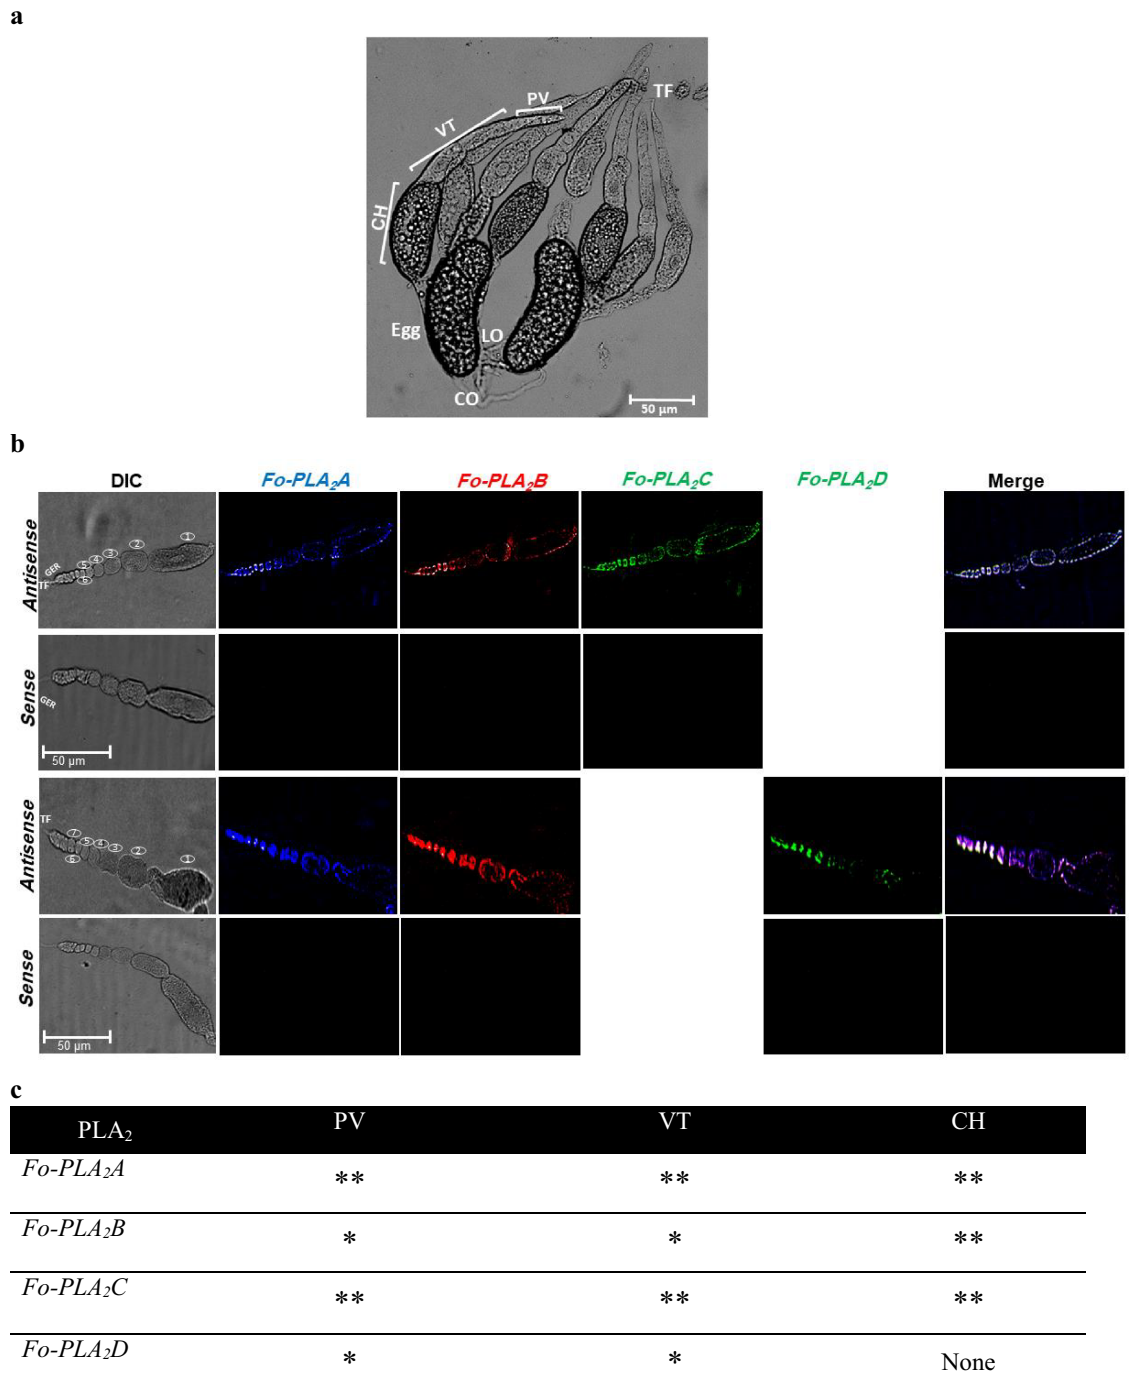 a
TF
PV
VT
CH
Egg
LO
CO
50 µm
b
DIC Fo-PLA₂A Fo-PLA₂B Fo-PLA₂C Fo-PLA₂D Merge
Antisense
GER
TF
1
2
3
4
5
6
Sense
GER
50 µm
Antisense
TF
1
2
3
4
5
6
7
Sense
50 µm
c
PLA₂ PV VT CH
Fo-PLA₂A ** ** **
Fo-PLA₂B * * **
Fo-PLA₂C ** ** **
Fo-PLA₂D * * None